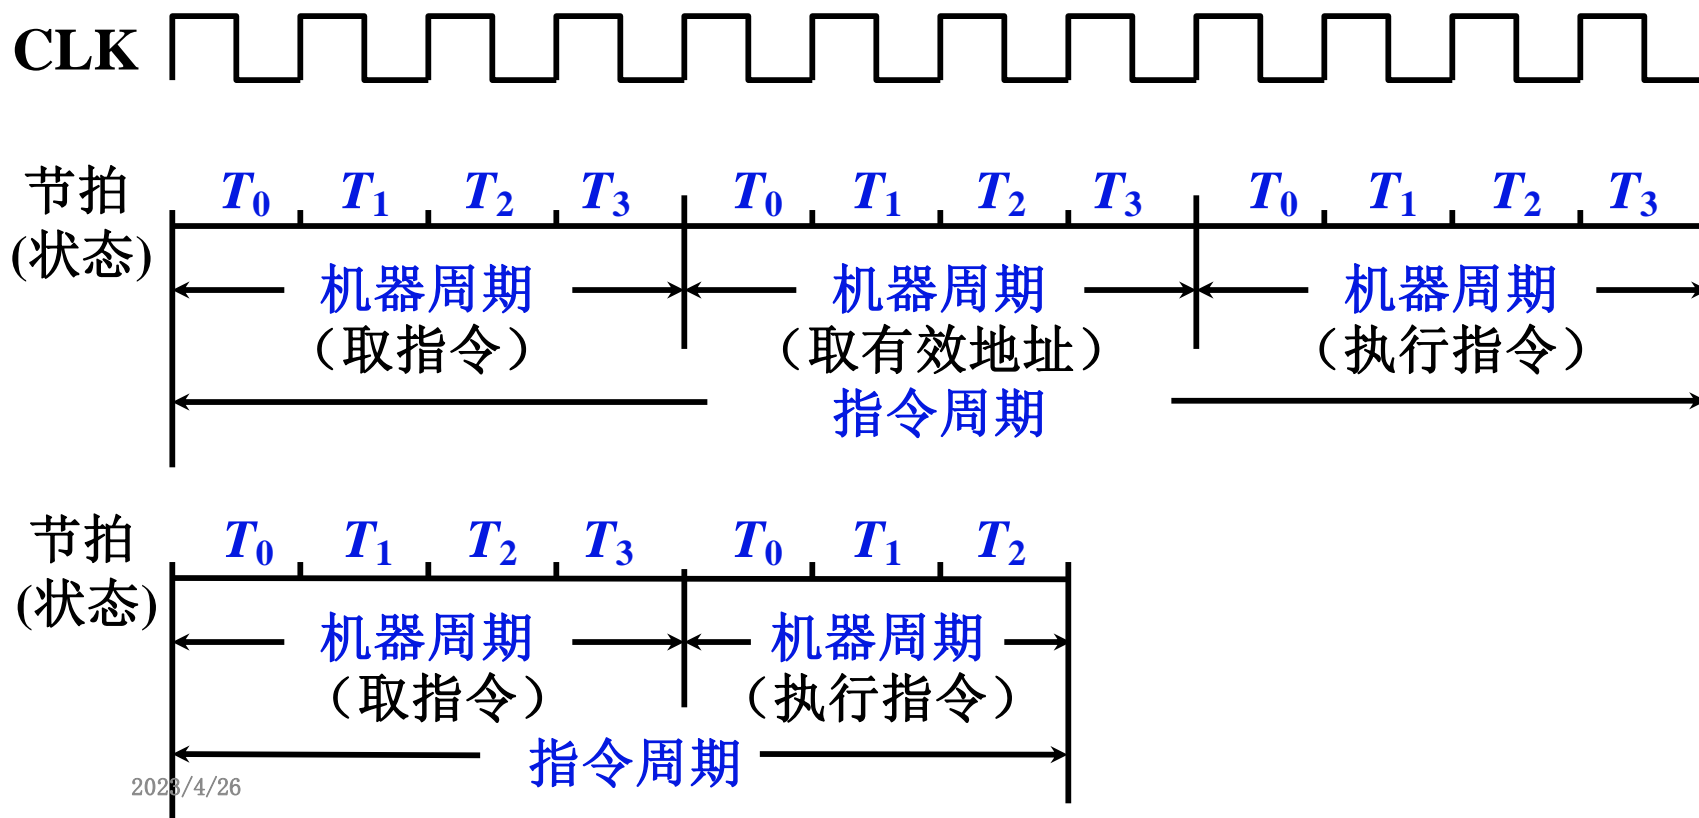 CLK
节拍 T0 T1 T2 T3 T0 T1 T2 T3 T0 T1 T2 T3
(状态)
机器周期 机器周期 机器周期
（取指令） （取有效地址） （执行指令）
指令周期
节拍 T0 T1 T2 T3 T0 T1 T2
(状态)
机器周期 机器周期
（取指令） （执行指令）
指令周期
2023/4/26